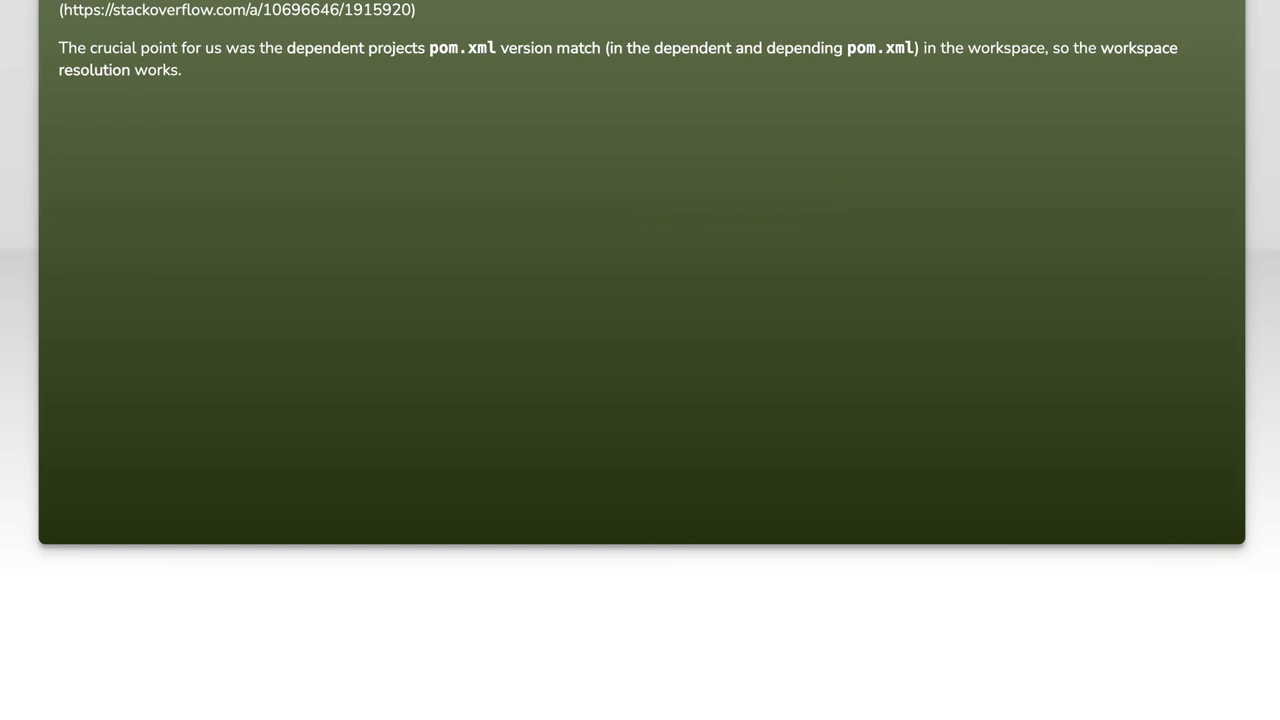 (https://stackoverflow.com/a/10696646/1915920)
The crucial point for us was the dependent projects pom.xml version match (in the dependent and depending pom.xml) in the workspace, so the workspace
resolution works.